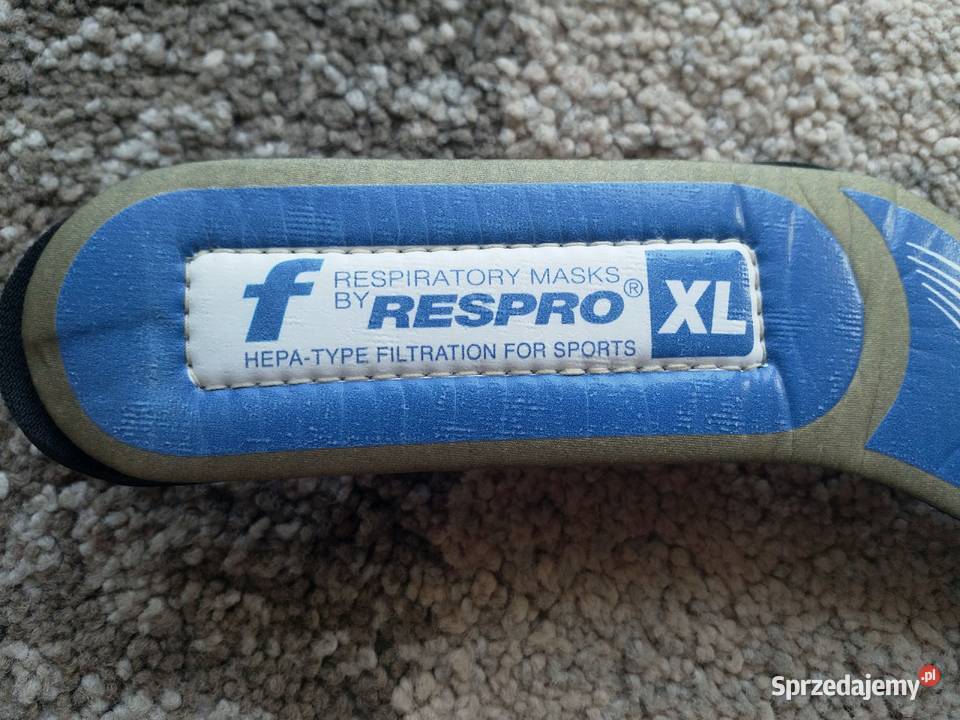 f RESPIRATORY MASKS
BY RESPRO®
HEPA-TYPE FILTRATION FOR SPORTS
XL
Sprzedajemy.pl